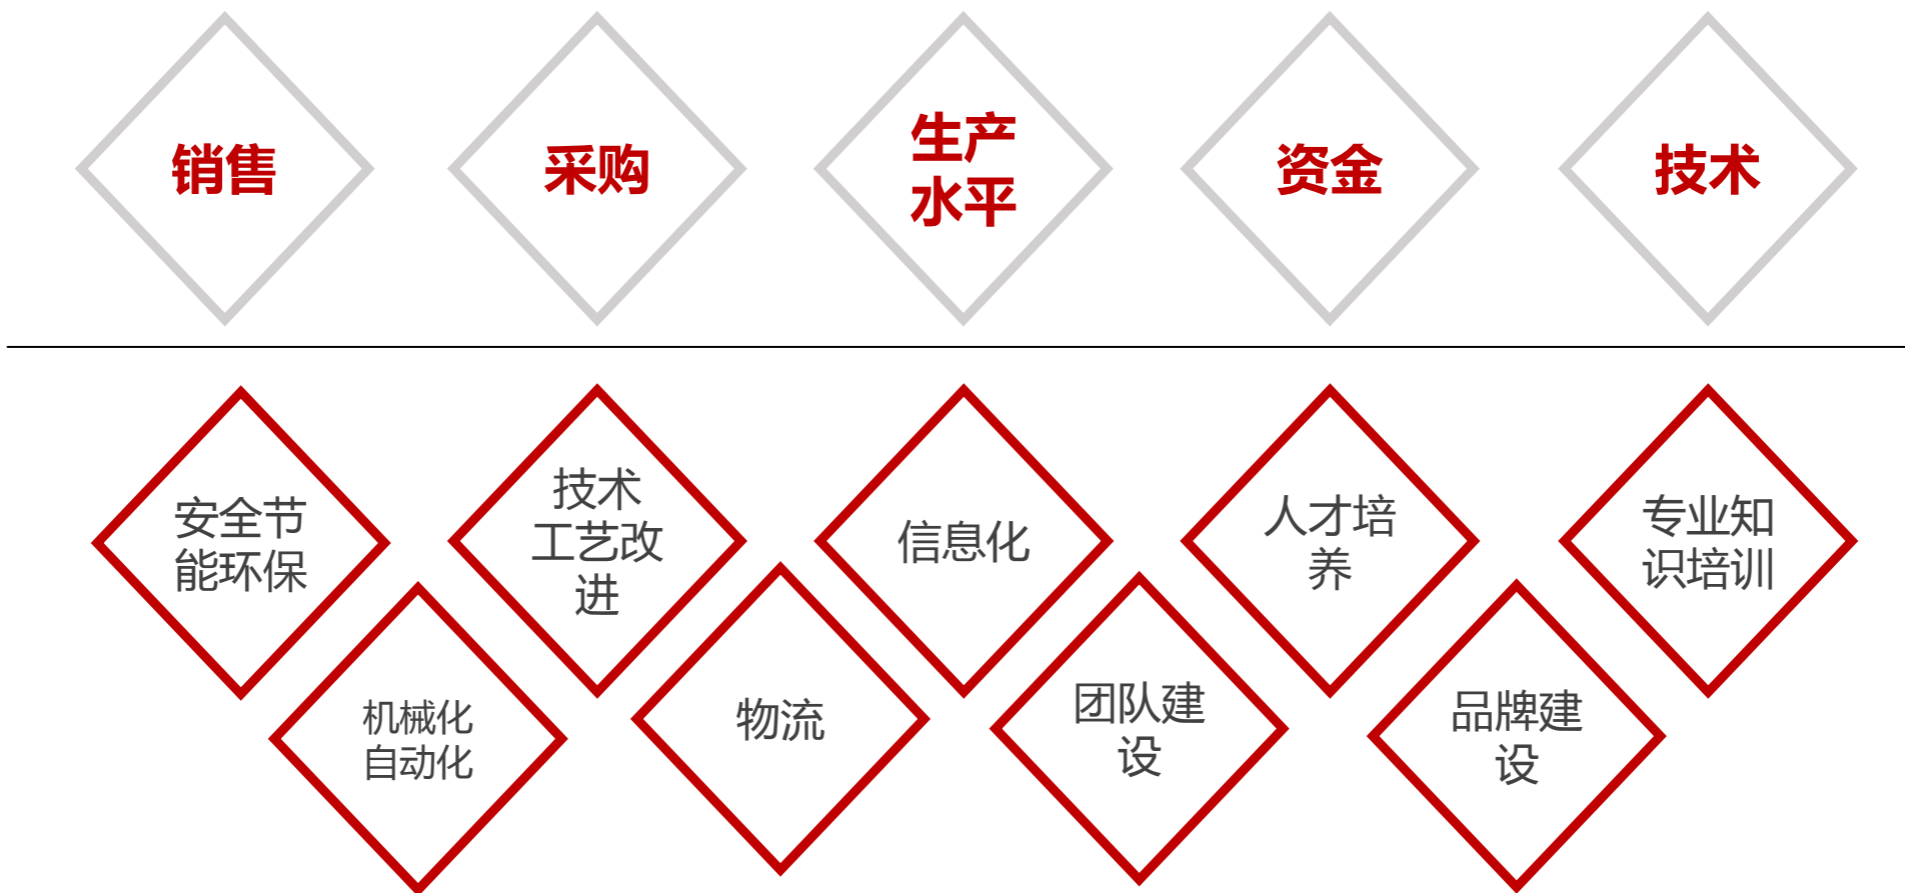 销售
采购
生产
水平
资金
技术
安全节
能环保
技术
工艺改
进
信息化
人才培
养
专业知
识培训
机械化
自动化
物流
团队建
设
品牌建
设